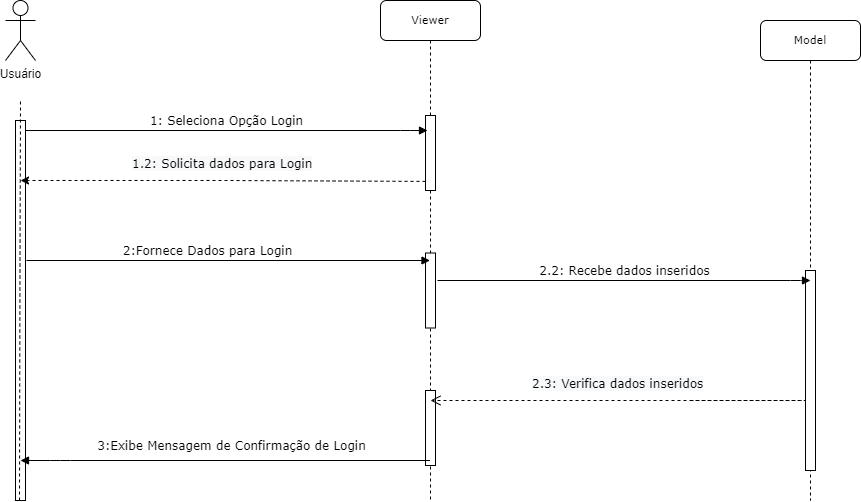 Viewer
Model
Usuário
1: Seleciona Opção Login
1.2: Solicita dados para Login
2:Fornece Dados para Login
2.2: Recebe dados inseridos
2.3: Verifica dados inseridos
3:Exibe Mensagem de Confirmação de Login